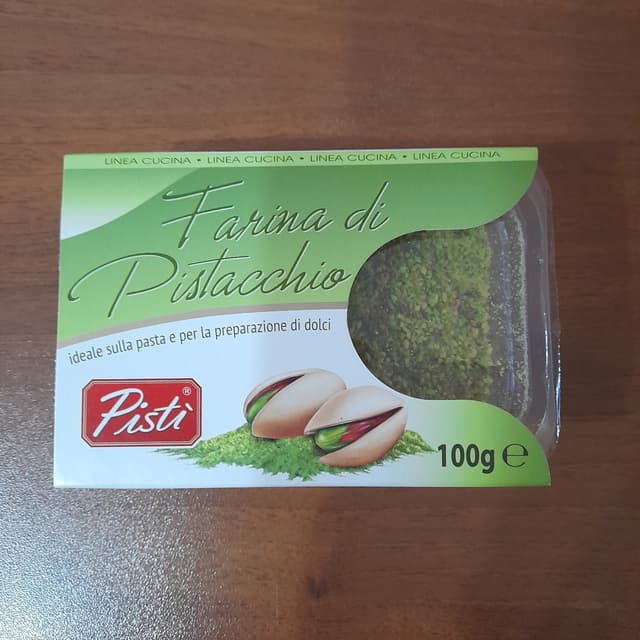 LINEA CUCINA • LINEA CUCINA • LINEA CUCINA • LINEA CUCINA
Farina di
Pistacchio
ideale sulla pasta e per la preparazione di dolci
Pistì®
100g ℮